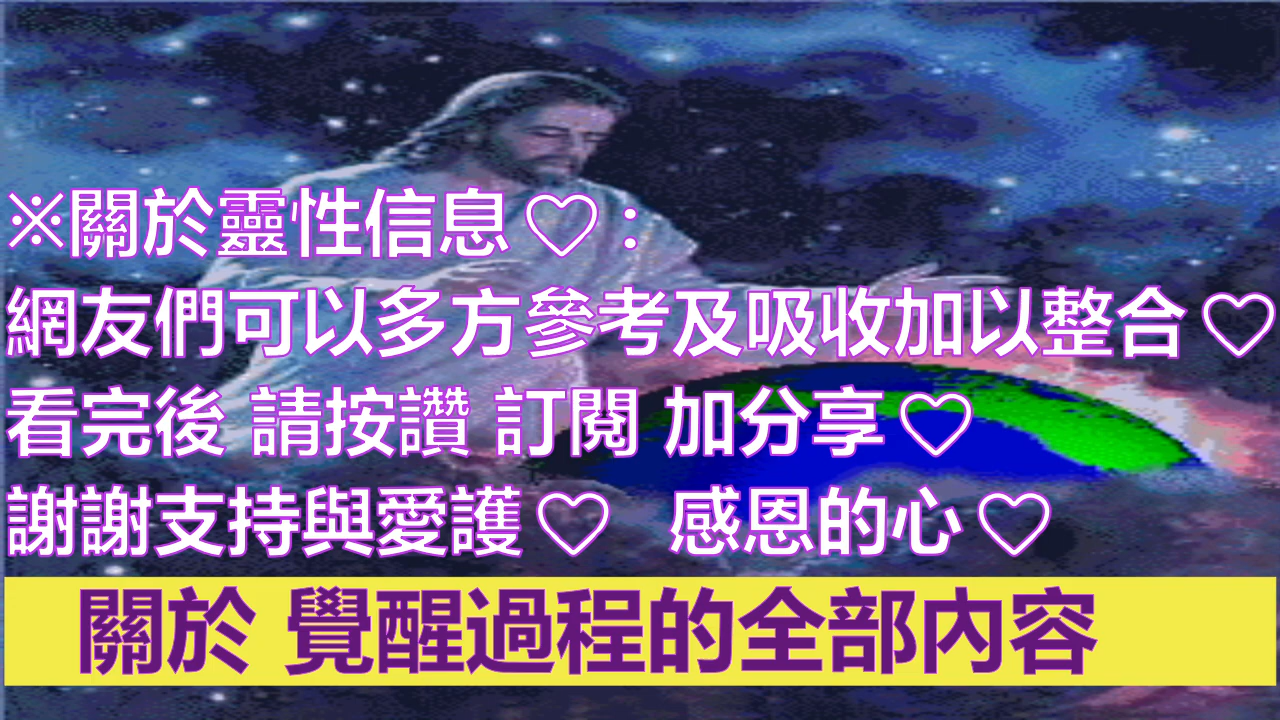 ※關於靈性信息♡：
網友們可以多方參考及吸收加以整合♡
看完後 請按讚 訂閱 加分享♡
謝謝支持與愛護♡ 感恩的心♡
關於 覺醒過程的全部內容